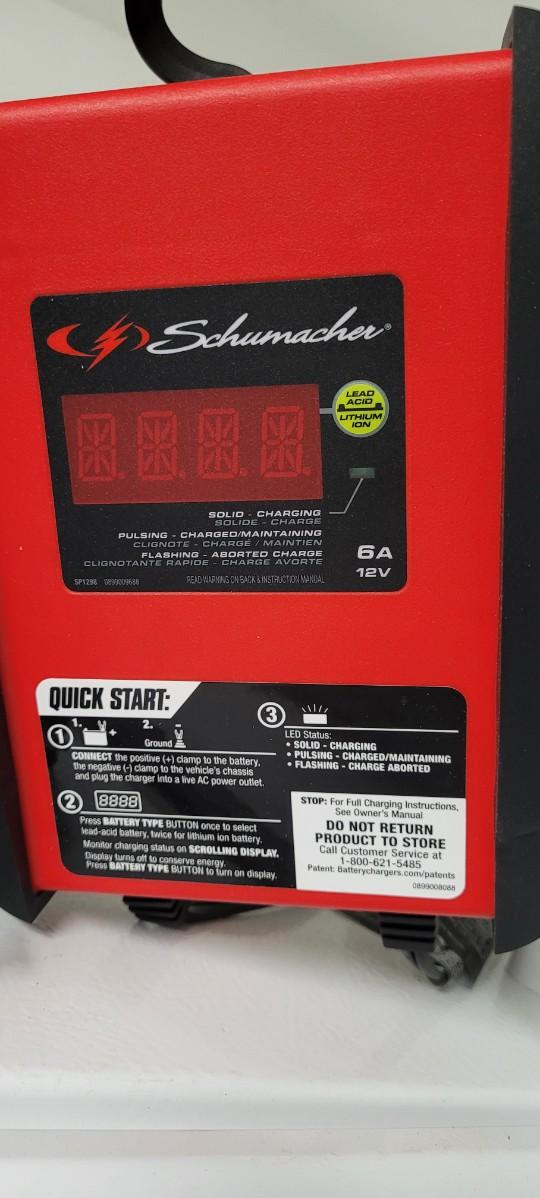 Schumacher®
LEAD
ACID
LITHIUM
ION
SOLID - CHARGING
SOLIDE - CHARGE
PULSING - CHARGED/MAINTAINING
CLIGNOTE - CHARGÉ / MAINTIEN
FLASHING - ABORTED CHARGE
CLIGNOTANTE RAPIDE - CHARGE AVORTE
6A
12V
SP1298 0899009688 READ WARNING ON BACK & INSTRUCTION MANUAL
QUICK START:
1
1. +
2. -
Ground
CONNECT the positive (+) clamp to the battery,
the negative (-) clamp to the vehicle's chassis
and plug the charger into a live AC power outlet.
2
8888
Press BATTERY TYPE BUTTON once to select
lead-acid battery, twice for lithium ion battery.
Monitor charging status on SCROLLING DISPLAY.
Display turns off to conserve energy.
Press BATTERY TYPE BUTTON to turn on display.
3
LED Status:
• SOLID - CHARGING
• PULSING - CHARGED/MAINTAINING
• FLASHING - CHARGE ABORTED
STOP: For Full Charging Instructions,
See Owner's Manual
DO NOT RETURN
PRODUCT TO STORE
Call Customer Service at
1-800-621-5485
Patent: Batterychargers.com/patents
0899008088